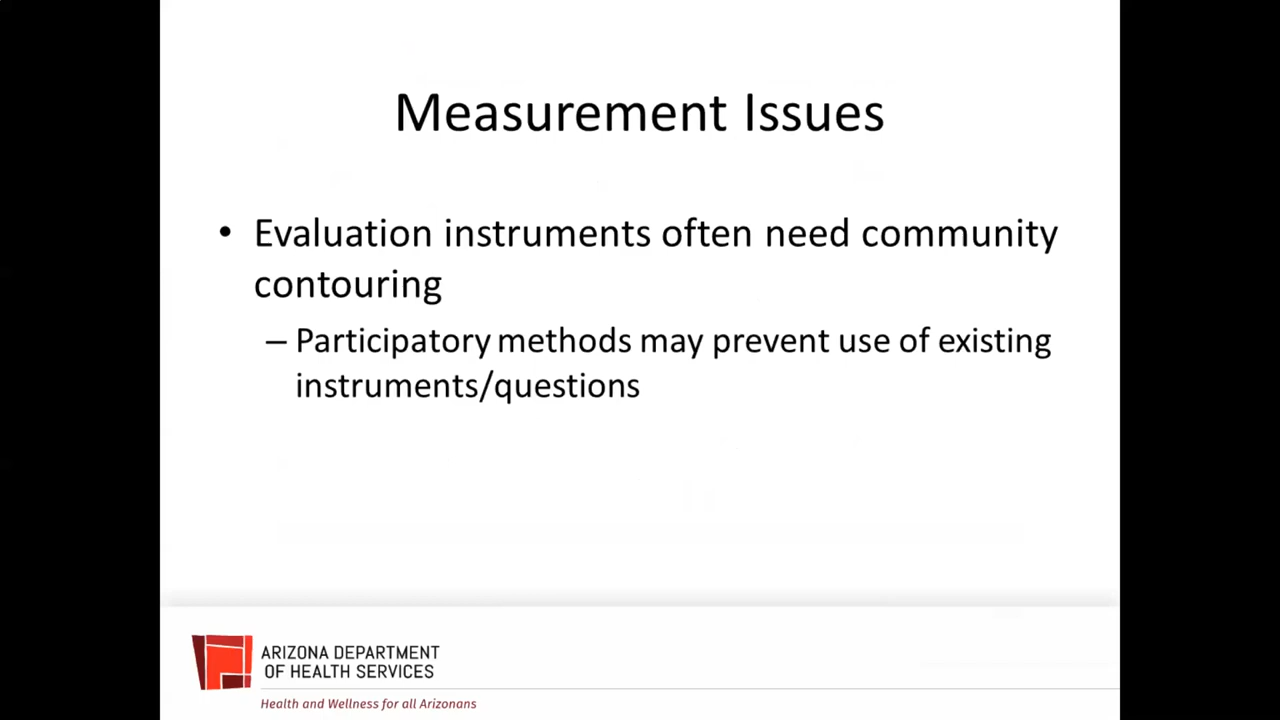 Measurement Issues
• Evaluation instruments often need community
contouring
– Participatory methods may prevent use of existing
instruments/questions
ARIZONA DEPARTMENT
OF HEALTH SERVICES
Health and Wellness for all Arizonans